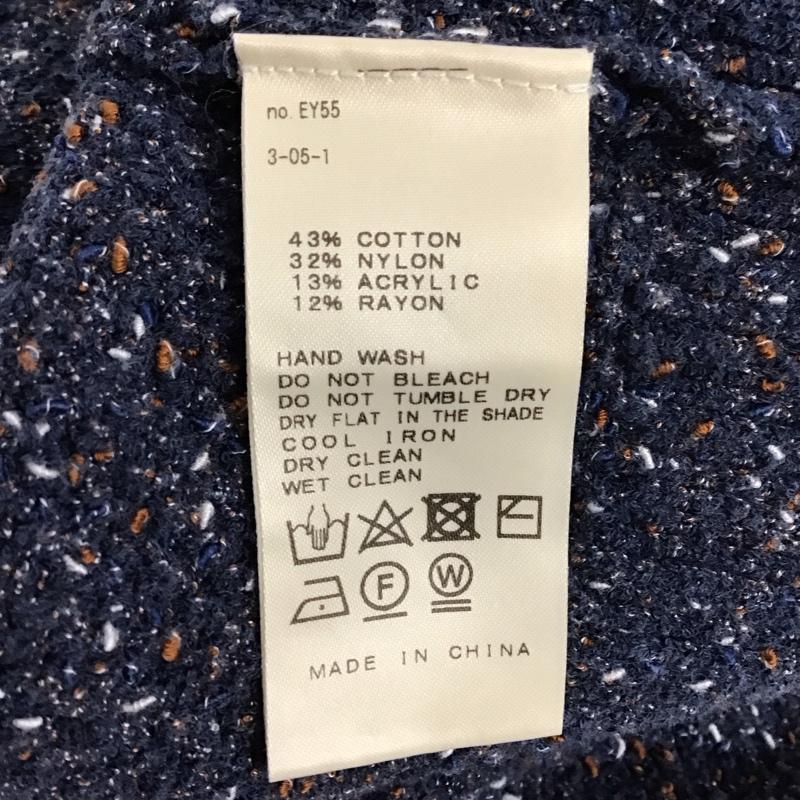 no. EY55
3-05-1
43% COTTON
32% NYLON
13% ACRYLIC
12% RAYON
HAND WASH
DO NOT BLEACH
DO NOT TUMBLE DRY
DRY FLAT IN THE SHADE
COOL IRON
DRY CLEAN
WET CLEAN
F W
MADE IN CHINA